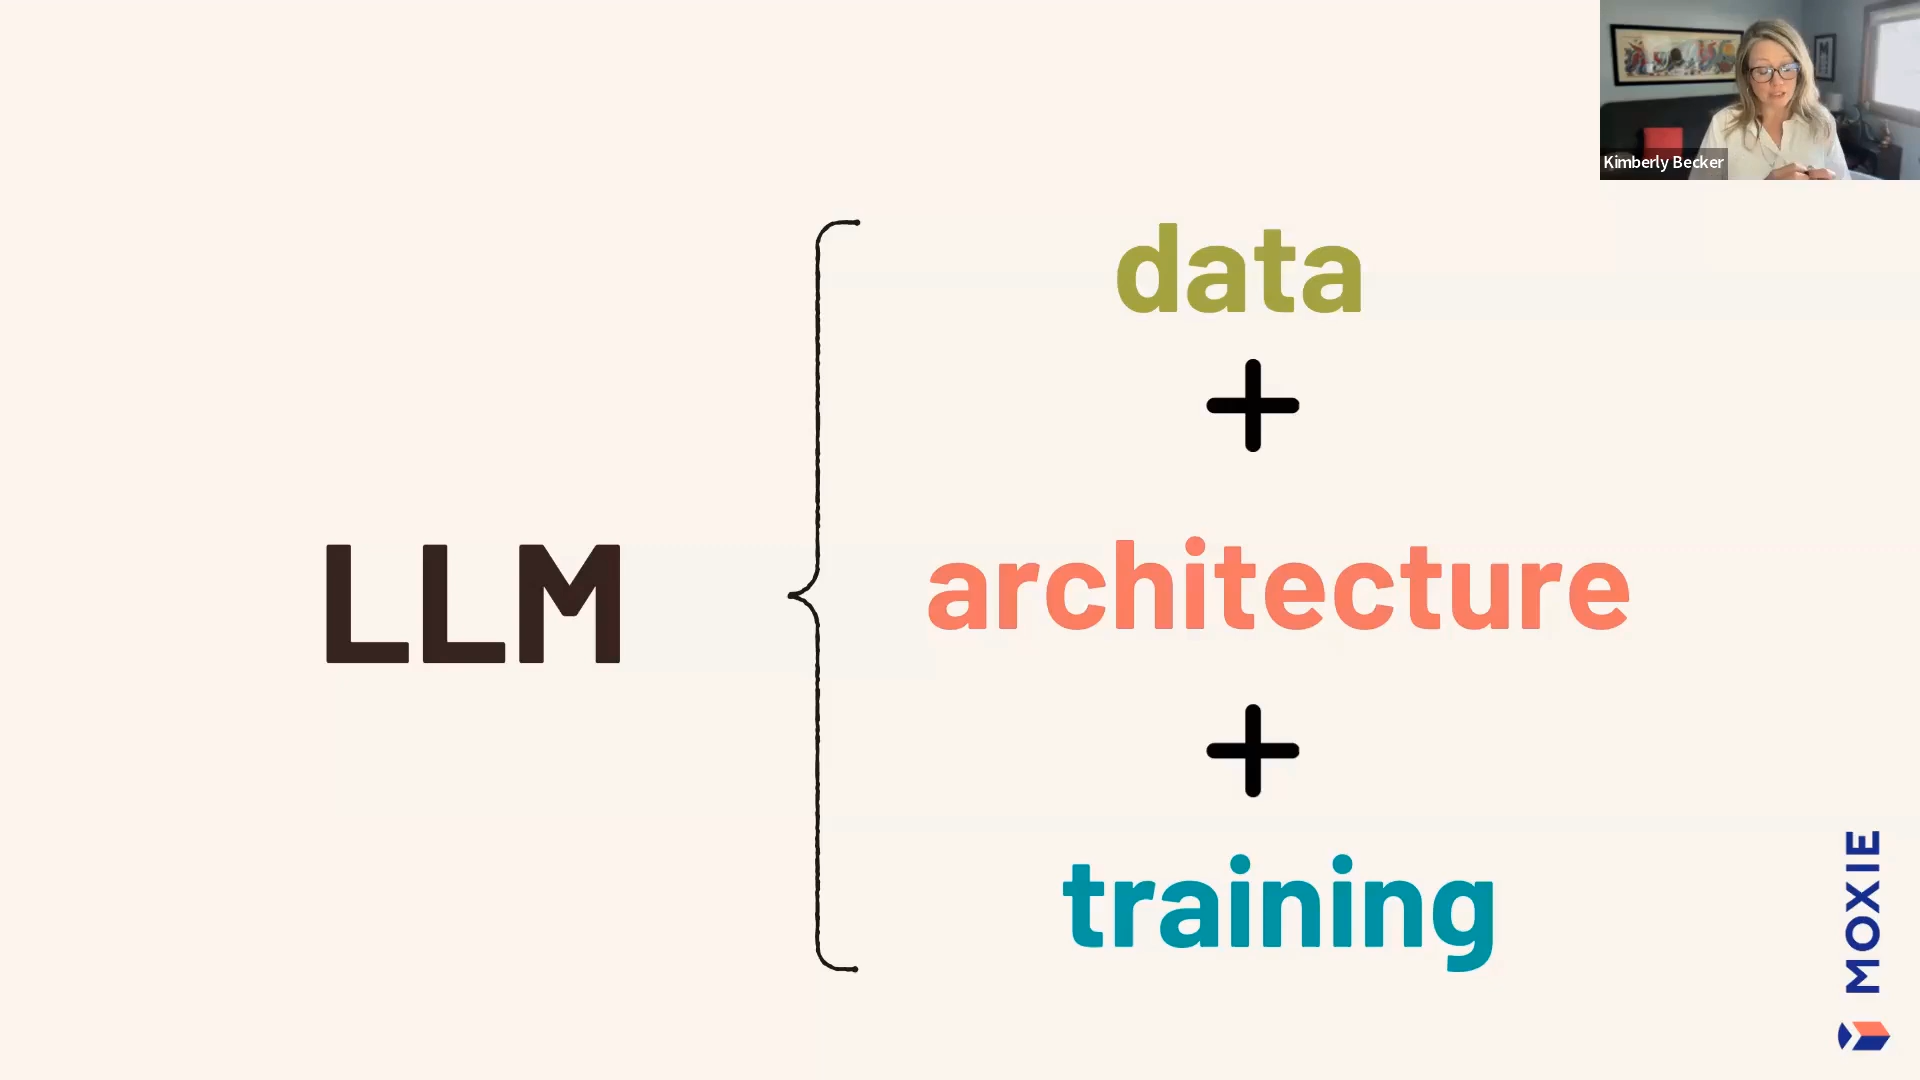 Kimberly Becker
data
+
architecture
LLM
+
training
MOXIE